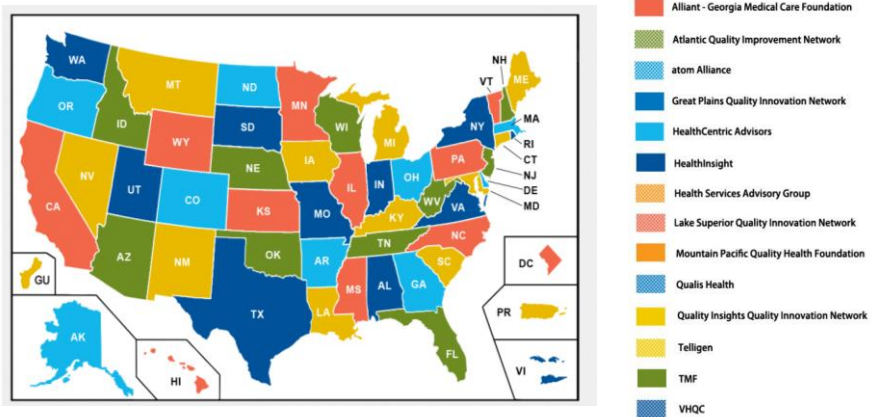 WA
OR
CA
ID
NV
MT
WY
UT
AZ
CO
NM
ND
SD
NE
KS
OK
TX
MN
IA
MO
AR
LA
WI
IL
MS
MI
IN
KY
TN
AL
OH
WV
VA
NC
SC
GA
FL
PA
NY
VT
NH
ME
MA
RI
CT
NJ
DE
MD
GU
AK
HI
DC
PR
VI
Alliant - Georgia Medical Care Foundation
Atlantic Quality Improvement Network
atom Alliance
Great Plains Quality Innovation Network
HealthCentric Advisors
HealthInsight
Health Services Advisory Group
Lake Superior Quality Innovation Network
Mountain Pacific Quality Health Foundation
Qualis Health
Quality Insights Quality Innovation Network
Telligen
TMF
VHQC